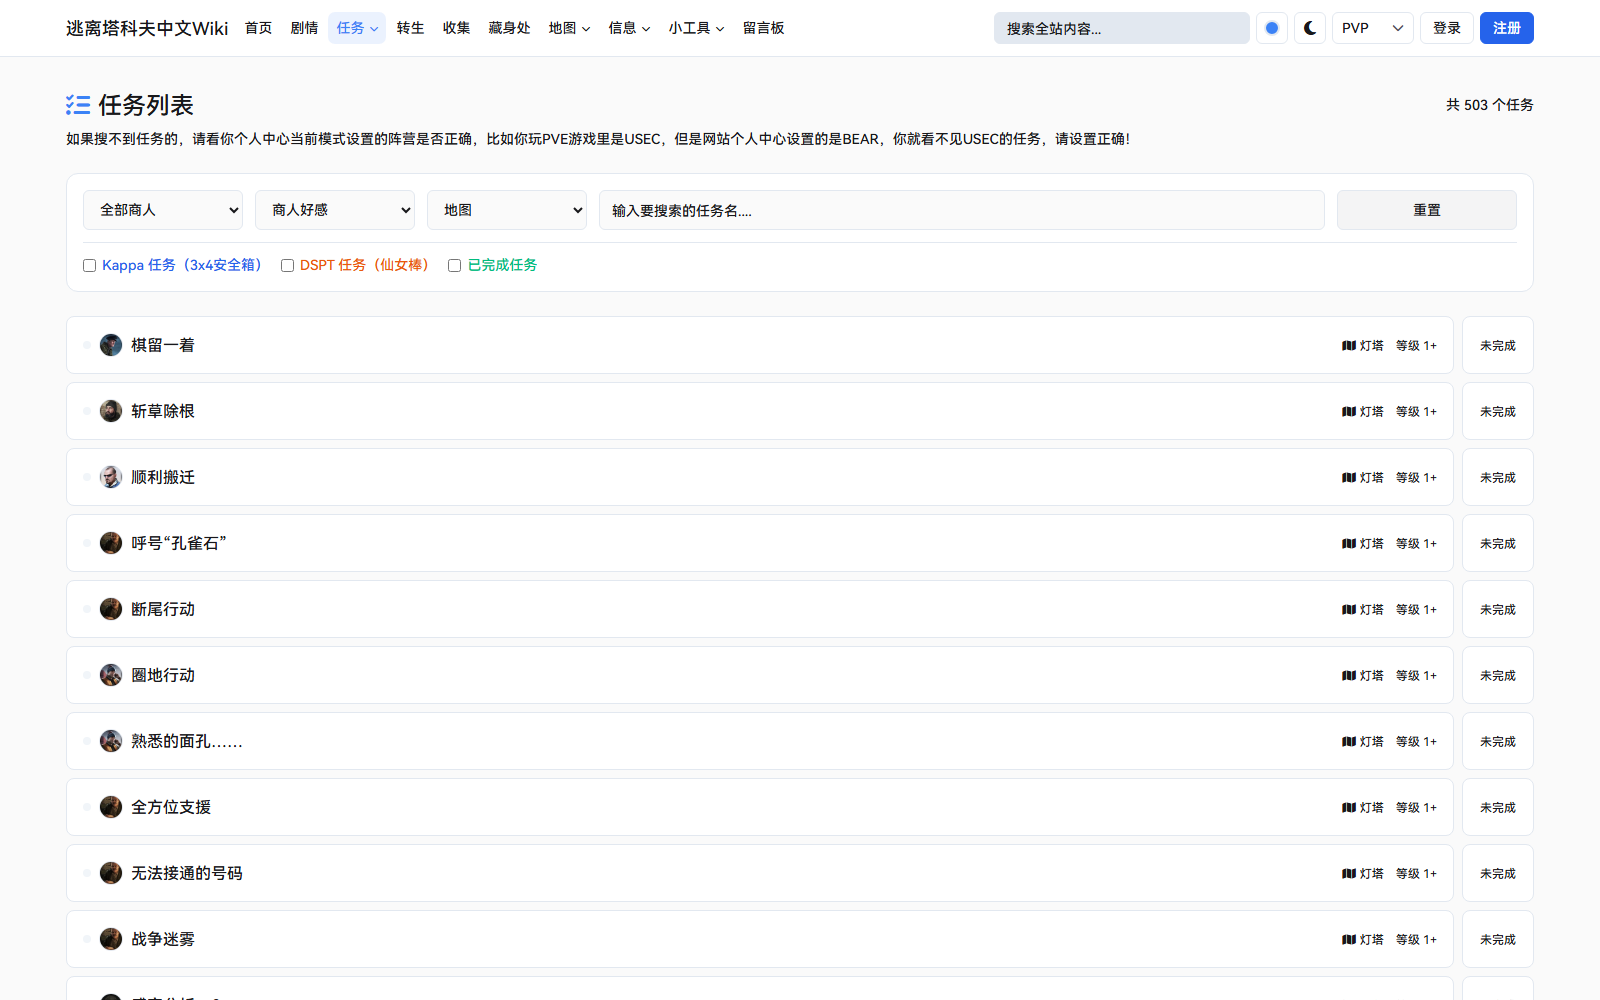 逃离塔科夫中文Wiki 首页 剧情 任务 转生 收集 藏身处 地图 信息 小工具 留言板 搜索全站内容... PVP 登录 注册
任务列表 共 503 个任务
如果搜不到任务的，请看你个人中心当前模式设置的阵营是否正确，比如你玩PVE游戏里是USEC，但是网站个人中心设置的是BEAR，你就看不见USEC的任务，请设置正确！
全部商人 商人好感 地图 输入要搜索的任务名.... 重置
Kappa 任务（3x4安全箱） DSPT 任务（仙女棒） 已完成任务
棋留一着 灯塔 等级 1+ 未完成
斩草除根 灯塔 等级 1+ 未完成
顺利搬迁 灯塔 等级 1+ 未完成
呼号“孔雀石” 灯塔 等级 1+ 未完成
断尾行动 灯塔 等级 1+ 未完成
圈地行动 灯塔 等级 1+ 未完成
熟悉的面孔…… 灯塔 等级 1+ 未完成
全方位支援 灯塔 等级 1+ 未完成
无法接通的号码 灯塔 等级 1+ 未完成
战争迷雾 灯塔 等级 1+ 未完成